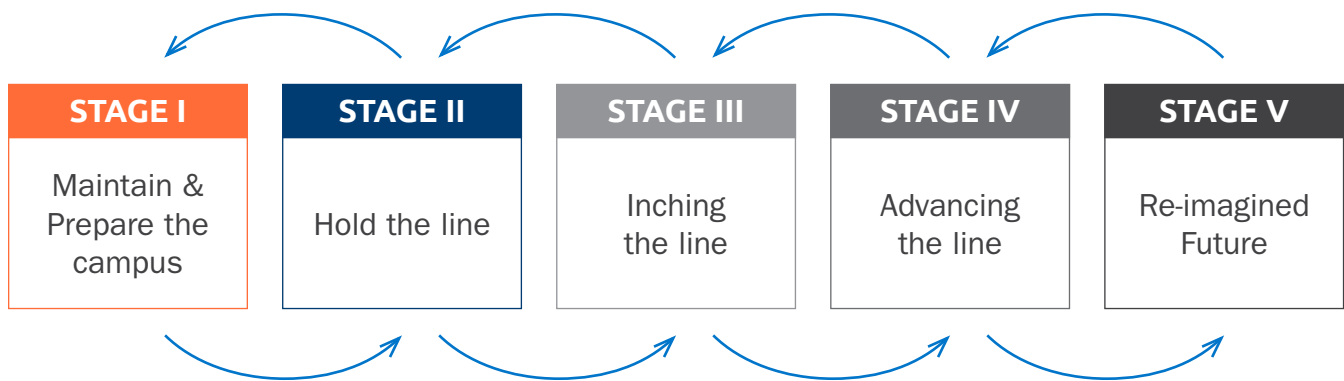 STAGE I
Maintain &
Prepare the
campus
STAGE II
Hold the line
STAGE III
Inching
the line
STAGE IV
Advancing
the line
STAGE V
Re-imagined
Future